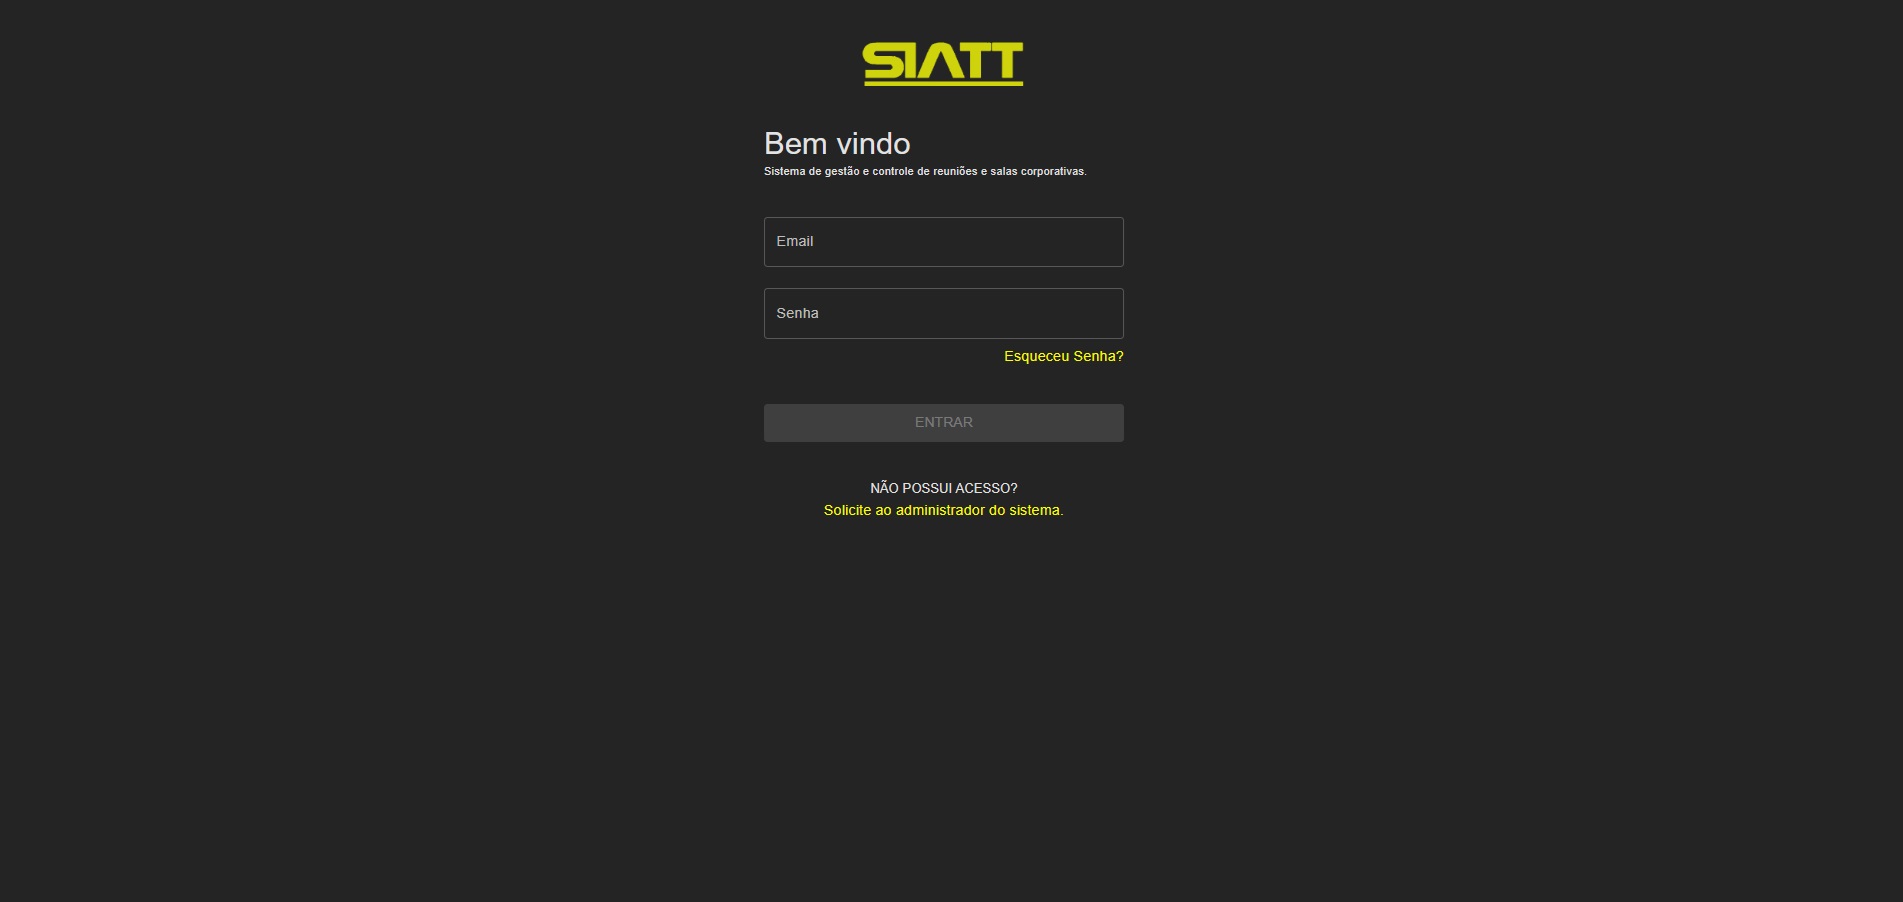 SIATT
Bem vindo
Sistema de gestão e controle de reuniões e salas corporativas.
Email
Senha
Esqueceu Senha?
ENTRAR
NÃO POSSUI ACESSO?
Solicite ao administrador do sistema.